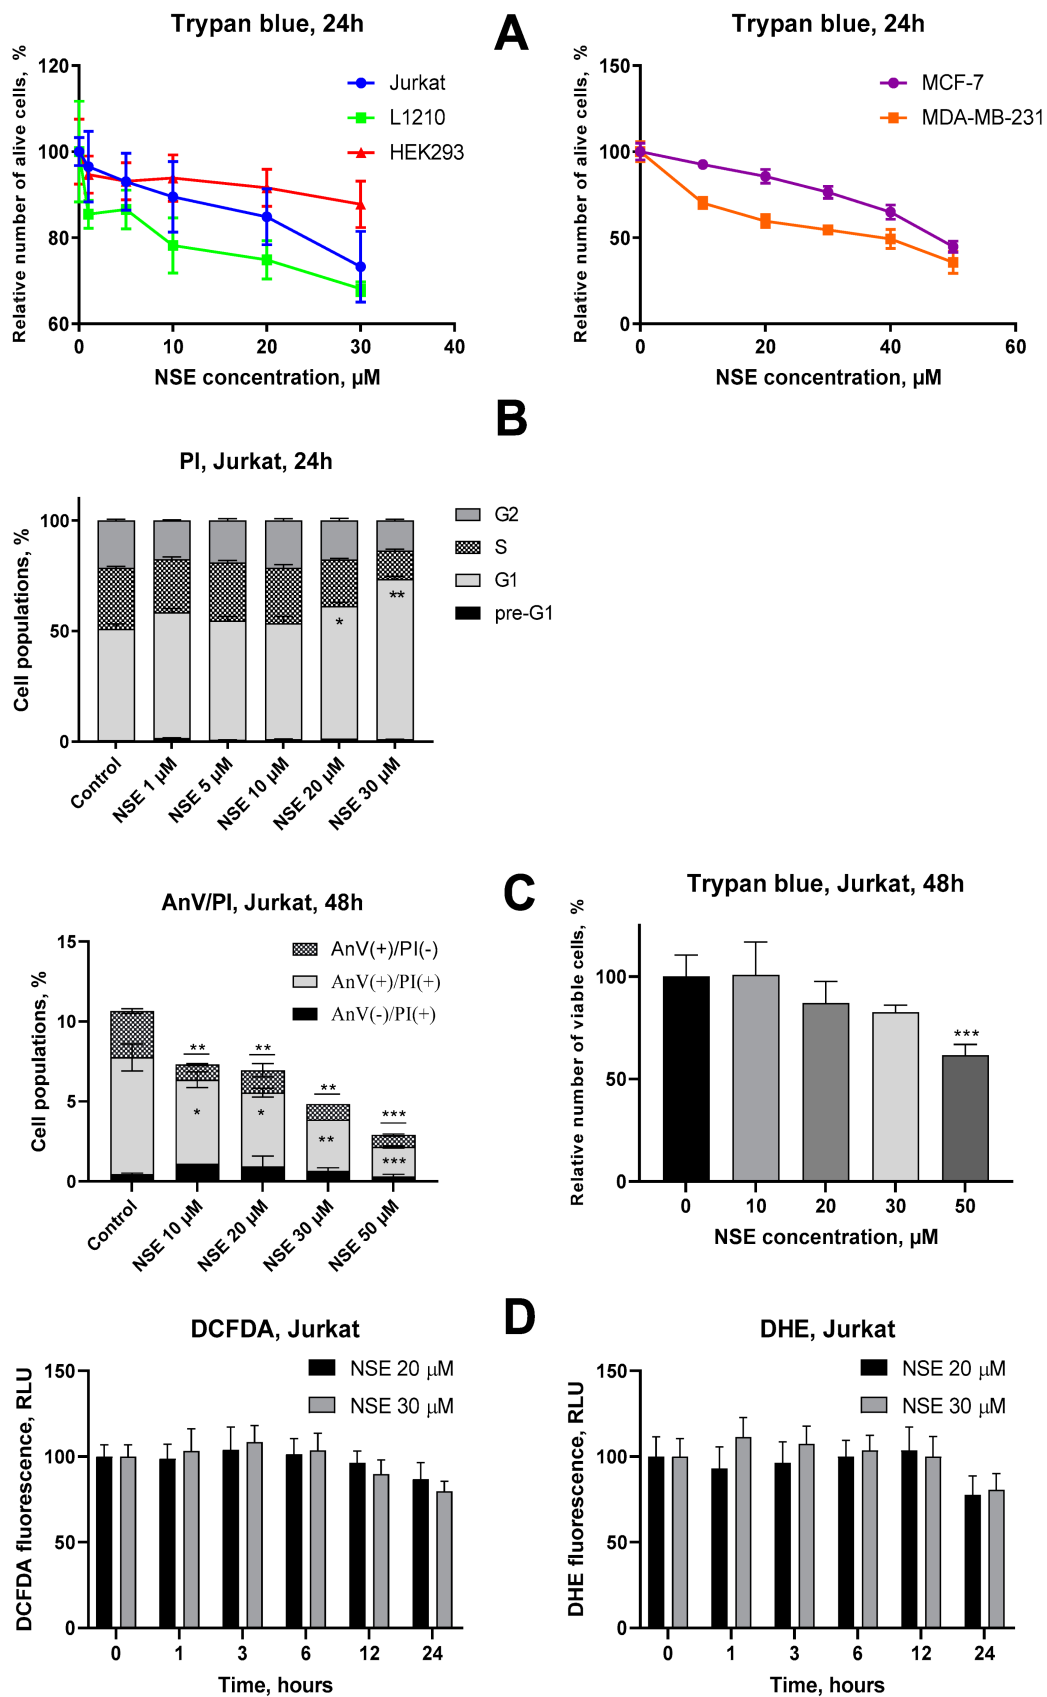 Trypan blue, 24h
A
Trypan blue, 24h
Relative number of alive cells, %
120
100
80
60
0
10
20
30
40
NSE concentration, µM
Jurkat
L1210
HEK293
Relative number of alive cells, %
150
100
50
0
0
20
40
60
NSE concentration, µM
MCF-7
MDA-MB-231
B
PI, Jurkat, 24h
Cell populations, %
100
50
0
*
**
Control
NSE 1 µM
NSE 5 µM
NSE 10 µM
NSE 20 µM
NSE 30 µM
G2
S
G1
pre-G1
C
AnV/PI, Jurkat, 48h
Cell populations, %
15
10
5
0
AnV(+)/PI(-)
AnV(+)/PI(+)
AnV(-)/PI(+)
**
**
**
***
*
*
**
***
Control
NSE 10 µM
NSE 20 µM
NSE 30 µM
NSE 50 µM
Trypan blue, Jurkat, 48h
Relative number of viable cells, %
100
50
0
***
0
10
20
30
50
NSE concentration, µM
D
DCFDA, Jurkat
DCFDA fluorescence, RLU
150
100
50
0
NSE 20 µM
NSE 30 µM
0
1
3
6
12
24
Time, hours
DHE, Jurkat
DHE fluorescence, RLU
150
100
50
0
NSE 20 µM
NSE 30 µM
0
1
3
6
12
24
Time, hours